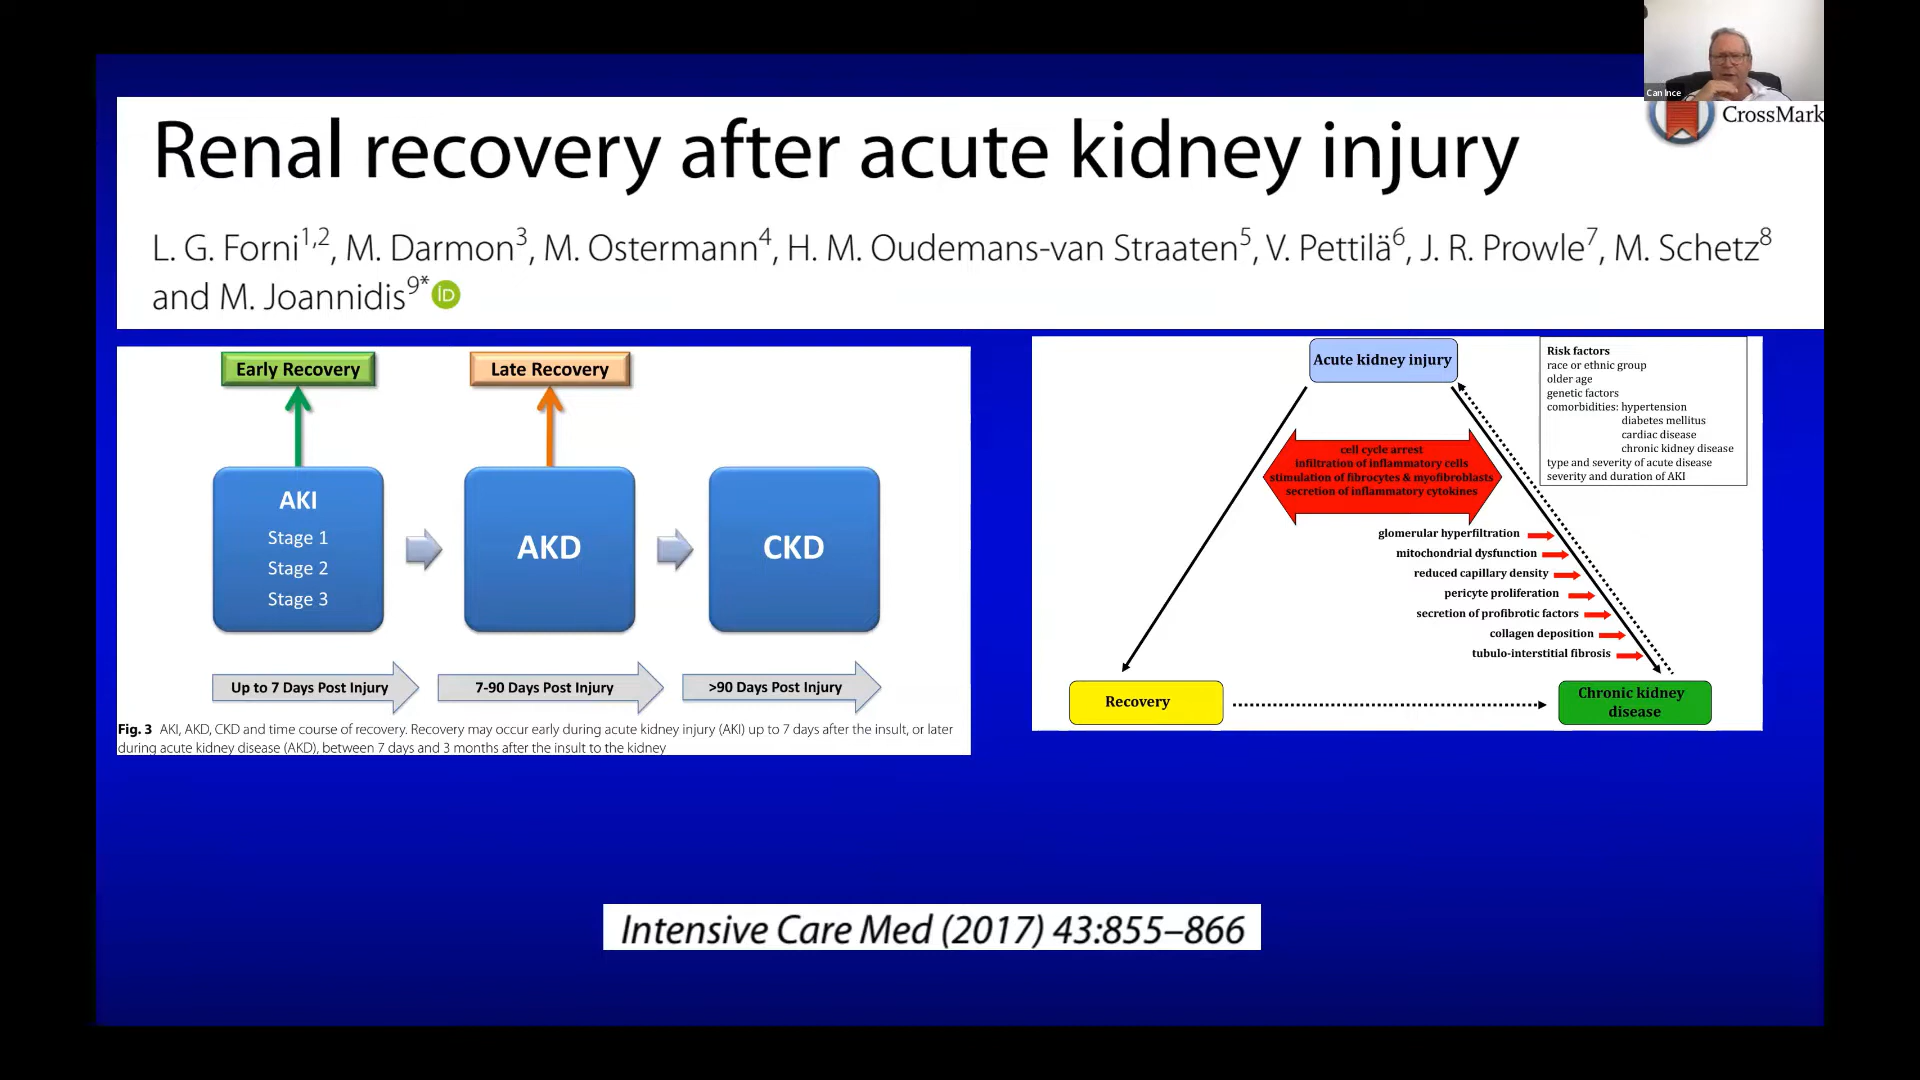 Can Ince
CrossMark
Renal recovery after acute kidney injury
L. G. Forni1,2, M. Darmon3, M. Ostermann4, H. M. Oudemans-van Straaten5, V. Pettilä6, J. R. Prowle7, M. Schetz8
and M. Joannidis9* iD
Early Recovery
Late Recovery
AKI
Stage 1
Stage 2
Stage 3
AKD
CKD
Up to 7 Days Post Injury
7-90 Days Post Injury
>90 Days Post Injury
Fig. 3 AKI, AKD, CKD and time course of recovery. Recovery may occur early during acute kidney injury (AKI) up to 7 days after the insult, or later
during acute kidney disease (AKD), between 7 days and 3 months after the insult to the kidney
Acute kidney injury
Risk factors
race or ethnic group
older age
genetic factors
comorbidities: hypertension
diabetes mellitus
cardiac disease
chronic kidney disease
type and severity of acute disease
severity and duration of AKI
cell cycle arrest
infiltration of inflammatory cells
stimulation of fibrocytes & myofibroblasts
secretion of inflammatory cytokines
glomerular hyperfiltration
mitochondrial dysfunction
reduced capillary density
pericyte proliferation
secretion of profibrotic factors
collagen deposition
tubulo-interstitial fibrosis
Recovery
Chronic kidney
disease
Intensive Care Med (2017) 43:855–866